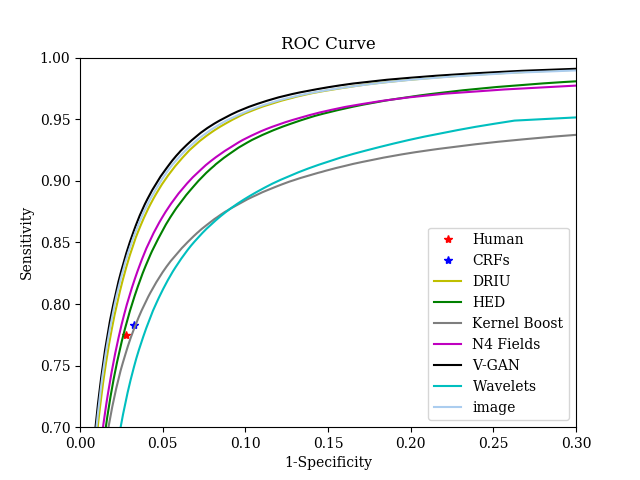 ROC Curve
1.00
0.95
0.90
0.85
0.80
0.75
0.70
Sensitivity
Human
CRFs
DRIU
HED
Kernel Boost
N4 Fields
V-GAN
Wavelets
image
0.00 0.05 0.10 0.15 0.20 0.25 0.30
1-Specificity